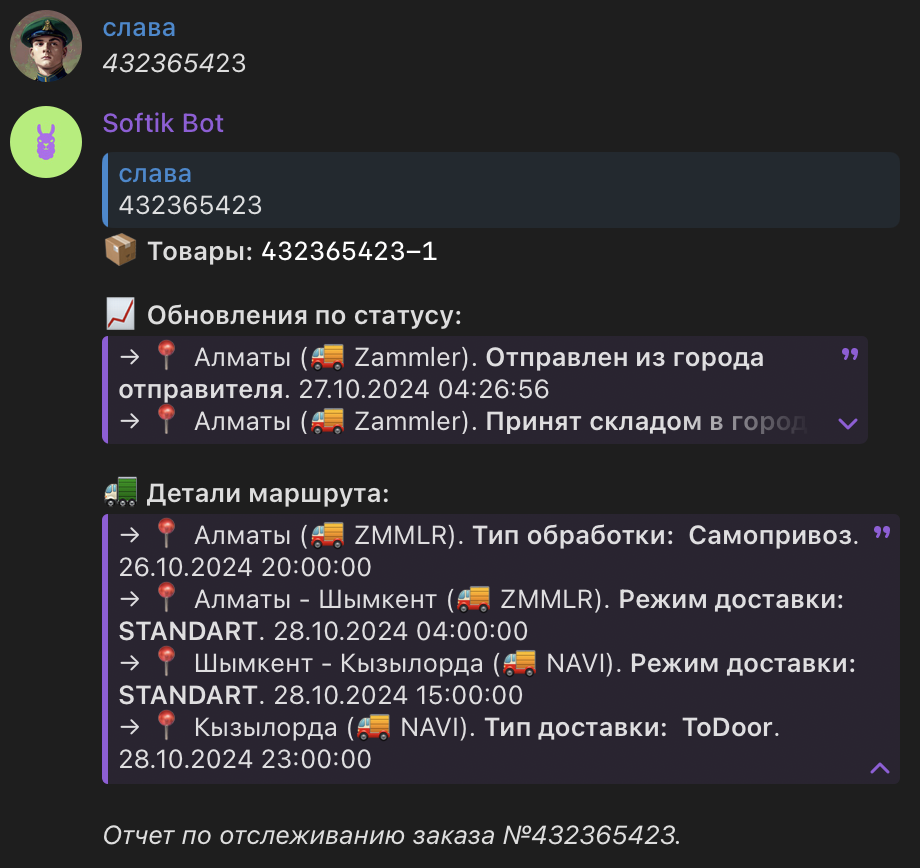 слава
432365423
Softik Bot
слава
432365423
📦 Товары: 432365423–1
📈 Обновления по статусу:
→ 📍 Алматы (🚚 Zammler). Отправлен из города
отправителя. 27.10.2024 04:26:56
→ 📍 Алматы (🚚 Zammler). Принят складом в город
🚛 Детали маршрута:
→ 📍 Алматы (🚚 ZMMLR). Тип обработки: Самопривоз.
26.10.2024 20:00:00
→ 📍 Алматы - Шымкент (🚚 ZMMLR). Режим доставки:
STANDART. 28.10.2024 04:00:00
→ 📍 Шымкент - Кызылорда (🚚 NAVI). Режим доставки:
STANDART. 28.10.2024 15:00:00
→ 📍 Кызылорда (🚚 NAVI). Тип доставки: ToDoor.
28.10.2024 23:00:00
Отчет по отслеживанию заказа №432365423.